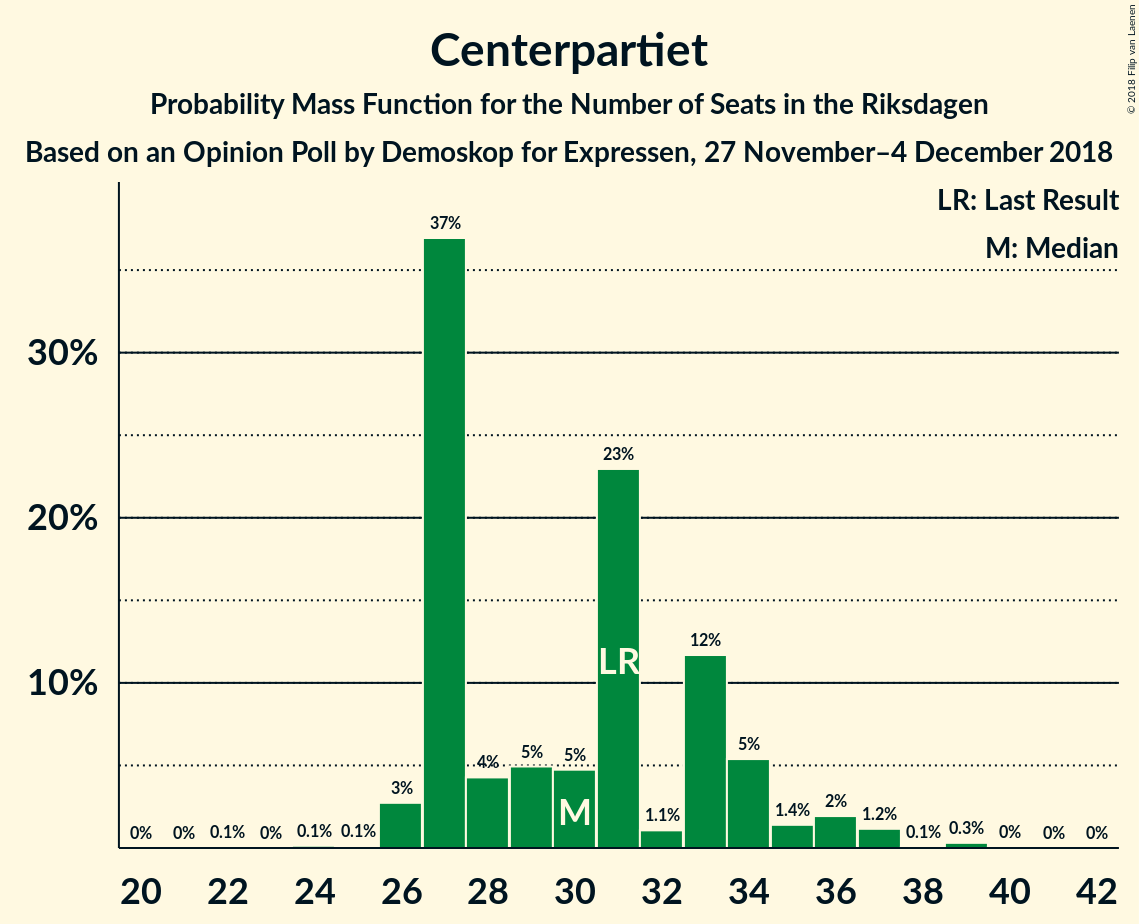 Centerpartiet
Probability Mass Function for the Number of Seats in the Riksdagen
Based on an Opinion Poll by Demoskop for Expressen, 27 November–4 December 2018
© 2018 Filip van Laenen
LR: Last Result
M: Median
30%
20%
10%
0%
0%
0.1%
0%
0.1%
0.1%
3%
37%
4%
5%
5%
23%
1.1%
12%
5%
1.4%
2%
1.2%
0.1%
0.3%
0%
0%
0%
LR
M
20 22 24 26 28 30 32 34 36 38 40 42